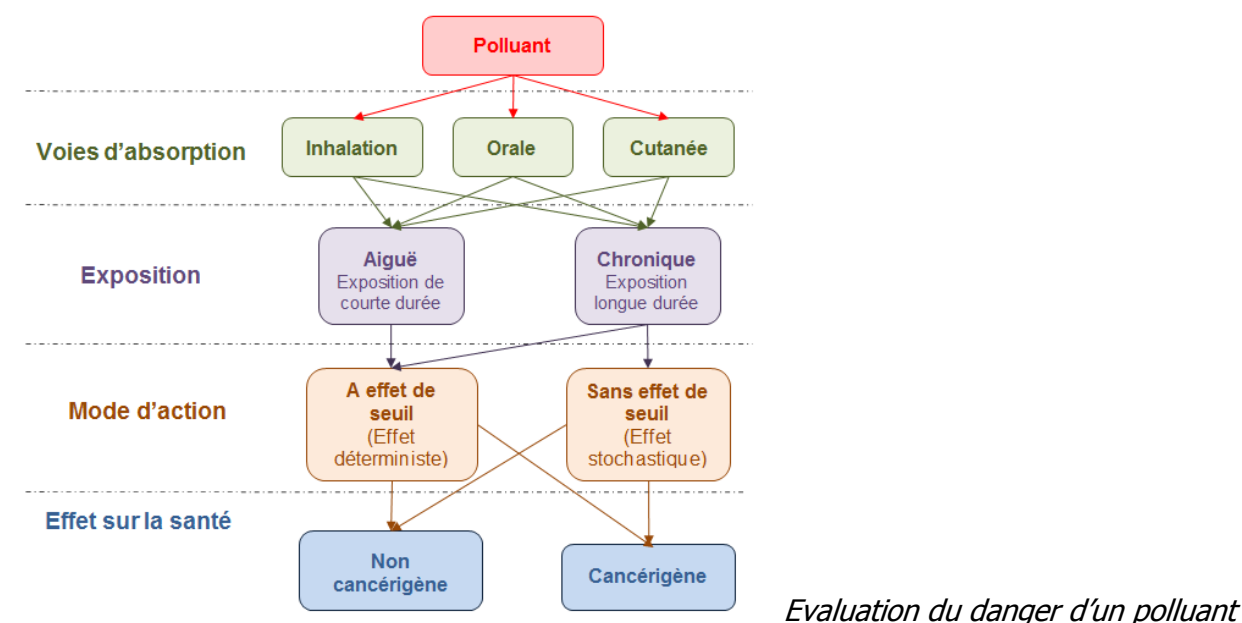 Polluant
Voies d'absorption
Inhalation
Orale
Cutanée
Exposition
Aiguë
Exposition de
courte durée
Chronique
Exposition
longue durée
Mode d'action
A effet de
seuil
(Effet
déterministe)
Sans effet de
seuil
(Effet
stochastique)
Effet sur la santé
Non
cancérigène
Cancérigène
Evaluation du danger d'un polluant